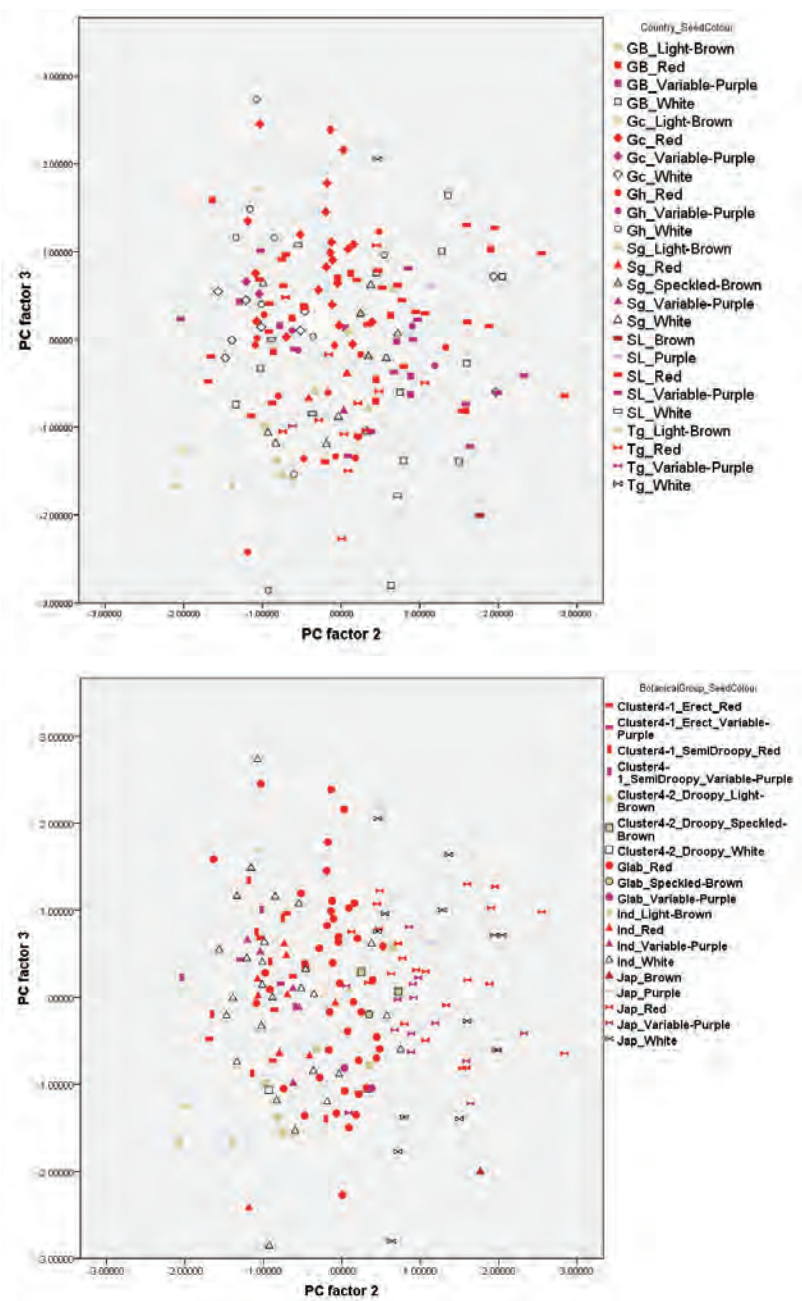 Country_SeedColour
GB_Light-Brown
GB_Red
GB_Variable-Purple
GB_White
Gc_Light-Brown
Gc_Red
Gc_Variable-Purple
Gc_White
Gh_Red
Gh_Variable-Purple
Gh_White
Sg_Light-Brown
Sg_Red
Sg_Speckled-Brown
Sg_Variable-Purple
Sg_White
SL_Brown
SL_Purple
SL_Red
SL_Variable-Purple
SL_White
Tg_Light-Brown
Tg_Red
Tg_Variable-Purple
Tg_White
PC factor 3
3.00000
2.00000
1.00000
.00000
-1.00000
-2.00000
-3.00000
-3.00000 -2.00000 -1.00000 .00000 1.00000 2.00000 3.00000
PC factor 2
BotanicalGroup_SeedColour
Cluster4-1_Erect_Red
Cluster4-1_Erect_Variable-
Purple
Cluster4-1_SemiDroopy_Red
Cluster4-
1_SemiDroopy_Variable-Purple
Cluster4-2_Droopy_Light-
Brown
Cluster4-2_Droopy_Speckled-
Brown
Cluster4-2_Droopy_White
Glab_Red
Glab_Speckled-Brown
Glab_Variable-Purple
Ind_Light-Brown
Ind_Red
Ind_Variable-Purple
Ind_White
Jap_Brown
Jap_Purple
Jap_Red
Jap_Variable-Purple
Jap_White
PC factor 3
3.00000
2.00000
1.00000
.00000
-1.00000
-2.00000
-3.00000
-3.00000 -2.00000 -1.00000 .00000 1.00000 2.00000 3.00000
PC factor 2